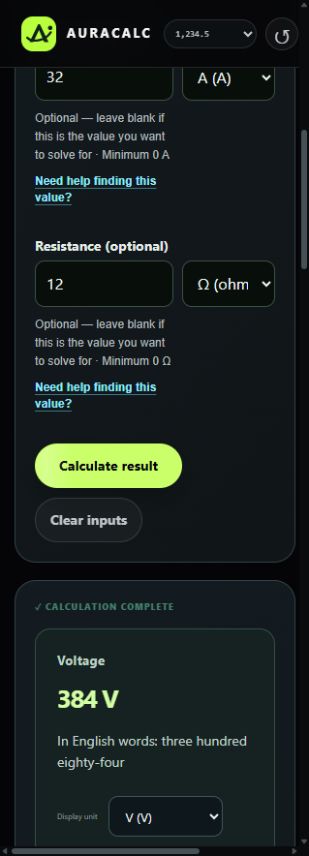 AURACALC
1,234.5
32
A (A)
Optional — leave blank if
this is the value you want
to solve for · Minimum 0 A
Need help finding this
value?
Resistance (optional)
12
Ω (ohm
Optional — leave blank if
this is the value you want
to solve for · Minimum 0 Ω
Need help finding this
value?
Calculate result
Clear inputs
✓ CALCULATION COMPLETE
Voltage
384 V
In English words: three hundred
eighty-four
Display unit
V (V)